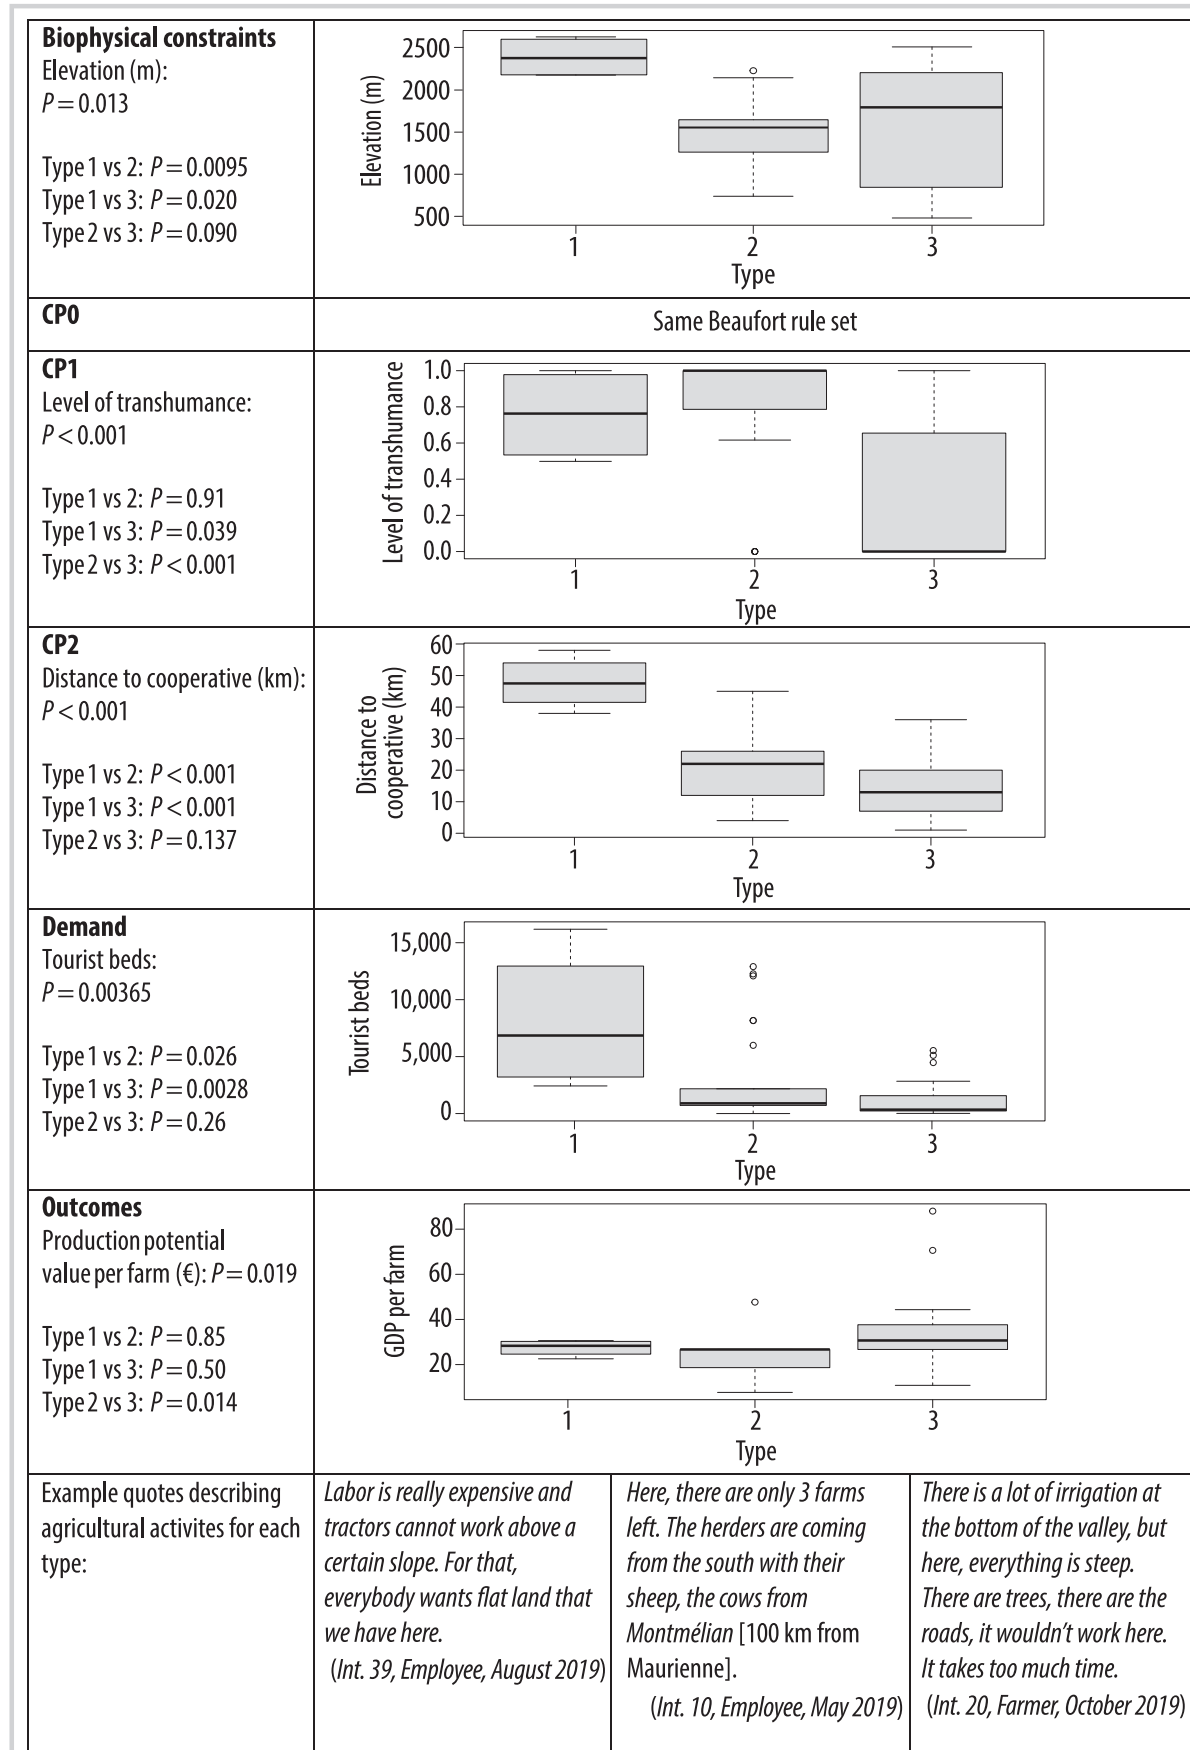 Biophysical constraints
Elevation (m):
P = 0.013
Type 1 vs 2: P = 0.0095
Type 1 vs 3: P = 0.020
Type 2 vs 3: P = 0.090
Elevation (m)
2500
2000
1500
1000
500
1 2 3
Type
CP0
Same Beaufort rule set
CP1
Level of transhumance:
P < 0.001
Type 1 vs 2: P = 0.91
Type 1 vs 3: P = 0.039
Type 2 vs 3: P < 0.001
Level of transhumance
1.0
0.8
0.6
0.4
0.2
0.0
1 2 3
Type
CP2
Distance to cooperative (km):
P < 0.001
Type 1 vs 2: P < 0.001
Type 1 vs 3: P < 0.001
Type 2 vs 3: P = 0.137
Distance to
cooperative (km)
60
50
40
30
20
10
0
1 2 3
Type
Demand
Tourist beds:
P = 0.00365
Type 1 vs 2: P = 0.026
Type 1 vs 3: P = 0.0028
Type 2 vs 3: P = 0.26
Tourist beds
15,000
10,000
5,000
0
1 2 3
Type
Outcomes
Production potential
value per farm (€): P = 0.019
Type 1 vs 2: P = 0.85
Type 1 vs 3: P = 0.50
Type 2 vs 3: P = 0.014
GDP per farm
80
60
40
20
1 2 3
Type
Example quotes describing
agricultural activites for each
type:
Labor is really expensive and
tractors cannot work above a
certain slope. For that,
everybody wants flat land that
we have here.
(Int. 39, Employee, August 2019)
Here, there are only 3 farms
left. The herders are coming
from the south with their
sheep, the cows from
Montmélian [100 km from
Maurienne].
(Int. 10, Employee, May 2019)
There is a lot of irrigation at
the bottom of the valley, but
here, everything is steep.
There are trees, there are the
roads, it wouldn't work here.
It takes too much time.
(Int. 20, Farmer, October 2019)